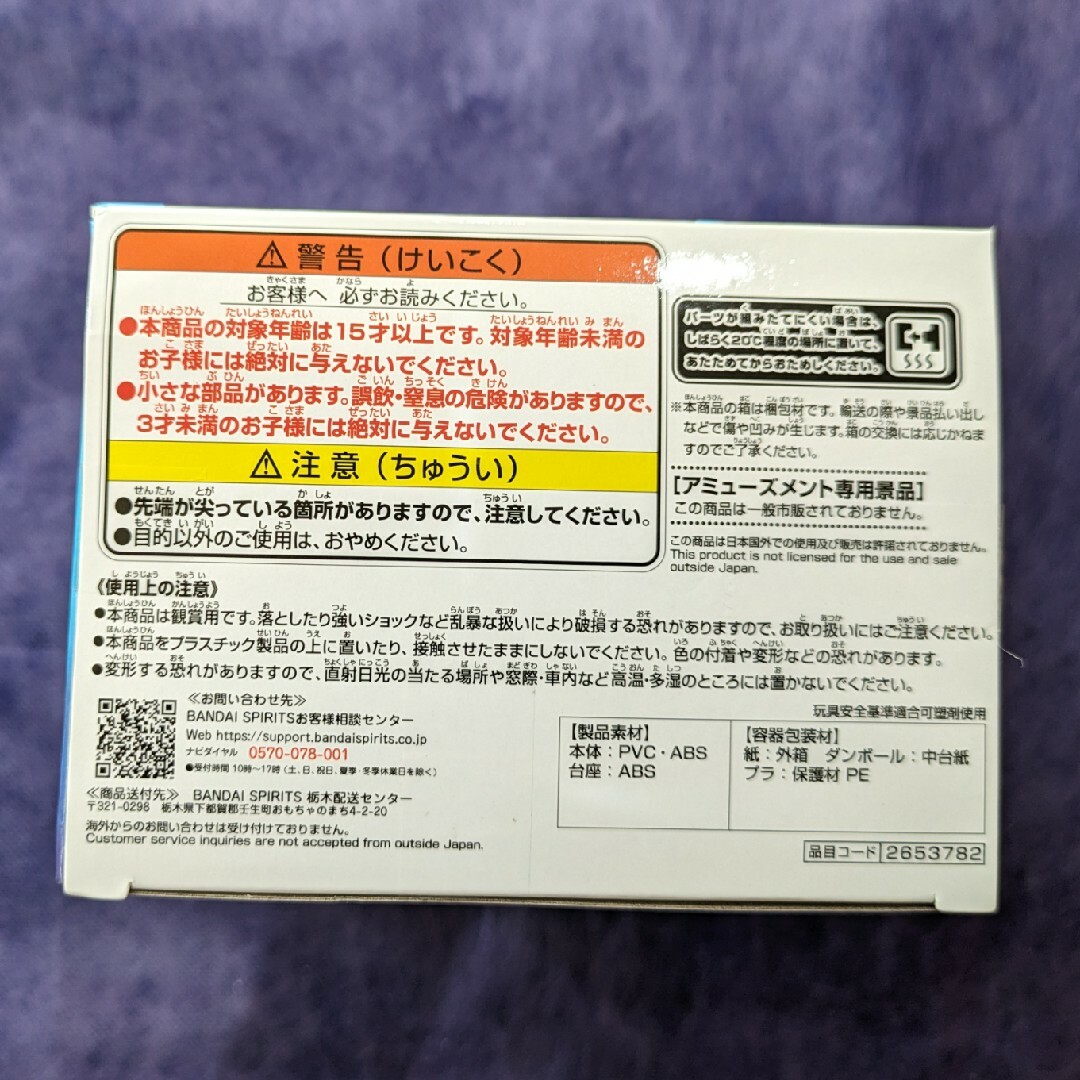 ⚠警告(けいこく)
お客様へ 必ずお読みください。
●本商品の対象年齢は15才以上です。対象年齢未満の
お子様には絶対に与えないでください。
●小さな部品があります。誤飲・窒息の危険がありますので、
3才未満のお子様には絶対に与えないでください。
⚠注意(ちゅうい)
●先端が尖っている箇所がありますので、注意してください。
●目的以外のご使用は、おやめください。
パーツが組みたてにくい場合は、
しばらく20℃程度の場所に置いて、
あたためてからおためしください。
※本商品の箱は梱包材です。輸送の際や景品払い出し
などで傷や凹みが生じます。箱の交換には応じかねま
すのでご了承ください。
[アミューズメント専用景品]
この商品は一般市販されておりません。
この商品は日本国外での使用及び販売は許諾されておりません。
This product is not licensed for the use and sale
outside Japan.
《使用上の注意》
●本商品は観賞用です。落としたり強いショックなど乱暴な扱いにより破損する恐れがありますので、お取り扱いにはご注意ください。
●本商品をプラスチック製品の上に置いたり、接触させたままにしないでください。色の付着や変形などの恐れがあります。
●変形する恐れがありますので、直射日光の当たる場所や窓際・車内など高温・多湿のところには置かないでください。
玩具安全基準適合可塑剤使用
≪お問い合わせ先≫
BANDAI SPIRITSお客様相談センター
Web https://support.bandaispirits.co.jp
ナビダイヤル 0570-078-001
●受付時間 10時〜17時(土、日、祝日、夏季・冬季休業日を除く)
≪商品送付先≫ BANDAI SPIRITS 栃木配送センター
〒321-0298 栃木県下都賀郡壬生町おもちゃのまち4-2-20
海外からのお問い合わせは受け付けておりません。
Customer service inquiries are not accepted from outside Japan.
【製品素材】
本体:PVC・ABS
台座:ABS
【容器包装材】
紙:外箱 ダンボール:中台紙
プラ:保護材 PE
品目コード 2653782